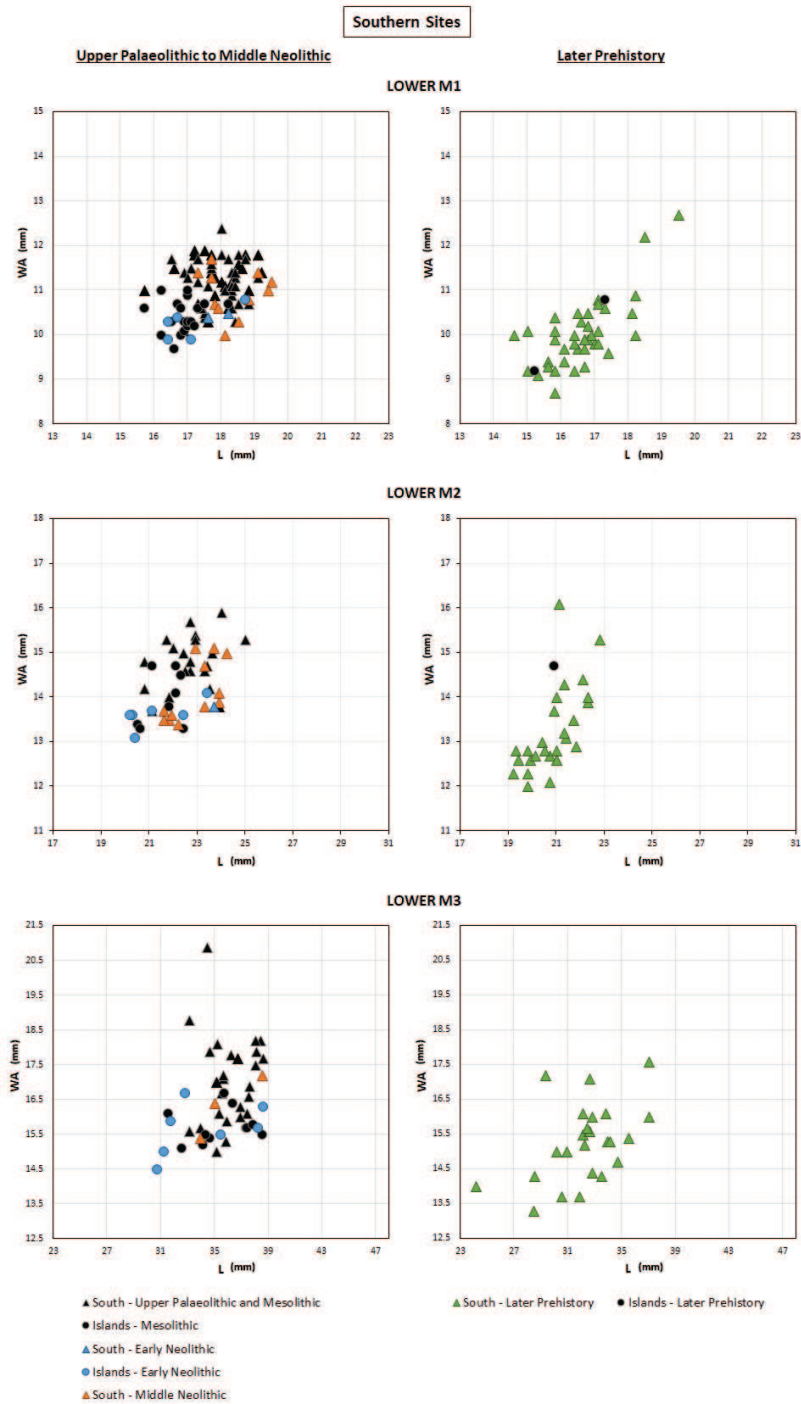 Southern Sites
Upper Palaeolithic to Middle Neolithic
Later Prehistory
LOWER M1
15
14
13
12
11
10
9
8
WA (mm)
13 14 15 16 17 18 19 20 21 22 23
L (mm)
15
14
13
12
11
10
9
8
WA (mm)
13 14 15 16 17 18 19 20 21 22 23
L (mm)
LOWER M2
18
17
16
15
14
13
12
11
WA (mm)
17 19 21 23 25 27 29 31
L (mm)
18
17
16
15
14
13
12
11
WA (mm)
17 19 21 23 25 27 29 31
L (mm)
LOWER M3
21.5
20.5
19.5
18.5
17.5
16.5
15.5
14.5
13.5
12.5
WA (mm)
23 27 31 35 39 43 47
L (mm)
21.5
20.5
19.5
18.5
17.5
16.5
15.5
14.5
13.5
12.5
WA (mm)
23 27 31 35 39 43 47
L (mm)
South - Upper Palaeolithic and Mesolithic
Islands - Mesolithic
South - Early Neolithic
Islands - Early Neolithic
South - Middle Neolithic
South - Later Prehistory
Islands - Later Prehistory